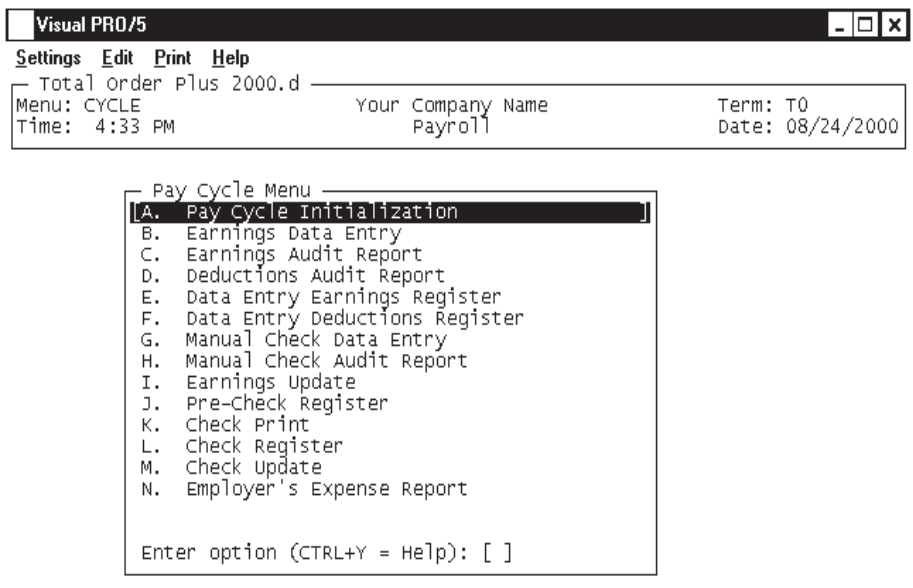 Visual PRO/5
Settings Edit Print Help
Total Order Plus 2000.d
Menu: CYCLE Your Company Name Term: T0
Time: 4:33 PM Payroll Date: 08/24/2000
Pay Cycle Menu
[A. Pay Cycle Initialization ]
B. Earnings Data Entry
C. Earnings Audit Report
D. Deductions Audit Report
E. Data Entry Earnings Register
F. Data Entry Deductions Register
G. Manual Check Data Entry
H. Manual Check Audit Report
I. Earnings Update
J. Pre-Check Register
K. Check Print
L. Check Register
M. Check Update
N. Employer's Expense Report
Enter option (CTRL+Y = Help): [ ]